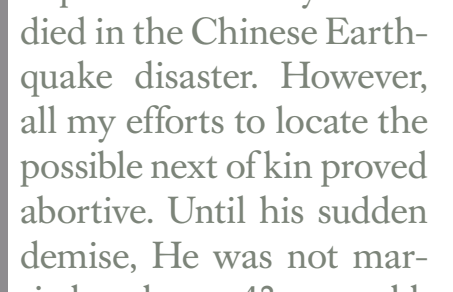 died in the Chinese Earth-
quake disaster. However,
all my efforts to locate the
possible next of kin proved
abortive. Until his sudden
demise, He was not mar-